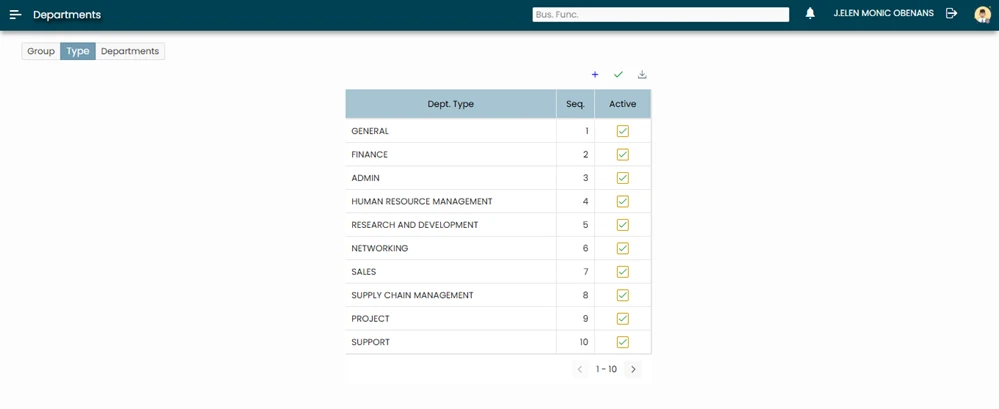 Departments
Bus. Func.
J.ELEN MONIC OBENANS
Group Type Departments
Dept. Type Seq. Active
GENERAL 1
FINANCE 2
ADMIN 3
HUMAN RESOURCE MANAGEMENT 4
RESEARCH AND DEVELOPMENT 5
NETWORKING 6
SALES 7
SUPPLY CHAIN MANAGEMENT 8
PROJECT 9
SUPPORT 10
1 - 10